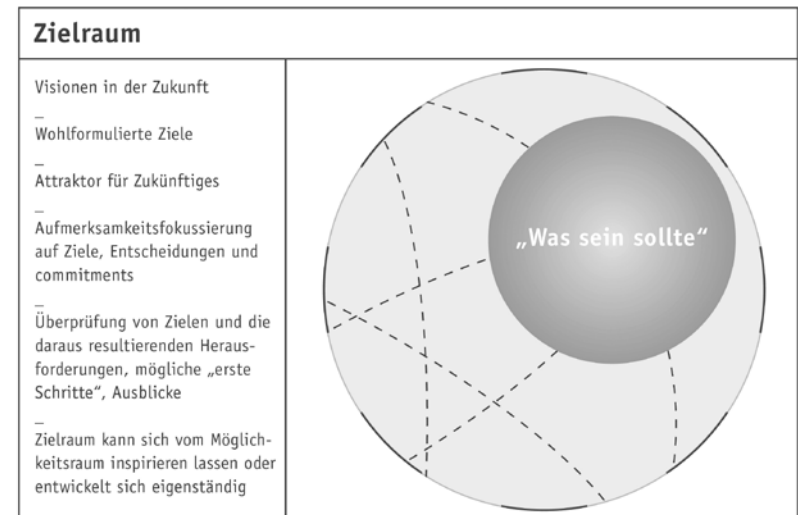 Zielraum
Visionen in der Zukunft
_
Wohlformulierte Ziele
_
Attraktor für Zukünftiges
_
Aufmerksamkeitsfokussierung
auf Ziele, Entscheidungen und
commitments
_
Überprüfung von Zielen und die
daraus resultierenden Heraus-
forderungen, mögliche „erste
Schritte“, Ausblicke
_
Zielraum kann sich vom Möglich-
keitsraum inspirieren lassen oder
entwickelt sich eigenständig
„Was sein sollte“